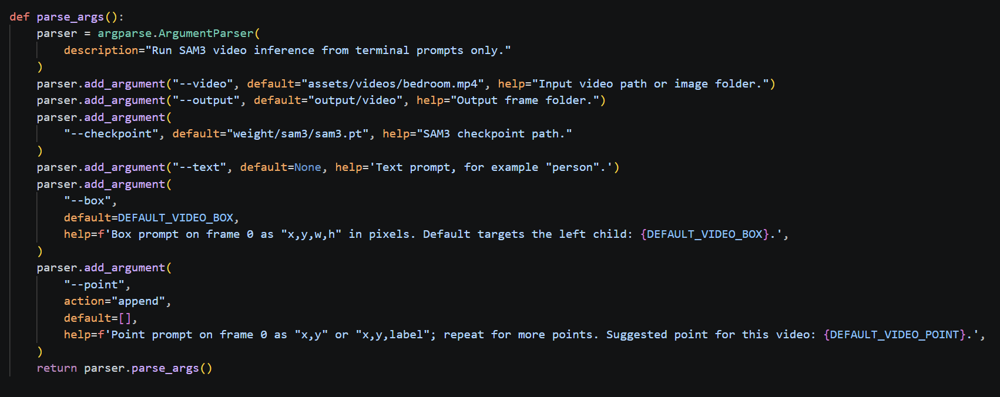 def parse_args():
    parser = argparse.ArgumentParser(
        description="Run SAM3 video inference from terminal prompts only."
    )
    parser.add_argument("--video", default="assets/videos/bedroom.mp4", help="Input video path or image folder.")
    parser.add_argument("--output", default="output/video", help="Output frame folder.")
    parser.add_argument(
        "--checkpoint", default="weight/sam3/sam3.pt", help="SAM3 checkpoint path."
    )
    parser.add_argument("--text", default=None, help='Text prompt, for example "person".')
    parser.add_argument(
        "--box",
        default=DEFAULT_VIDEO_BOX,
        help=f'Box prompt on frame 0 as "x,y,w,h" in pixels. Default targets the left child: {DEFAULT_VIDEO_BOX}.',
    )
    parser.add_argument(
        "--point",
        action="append",
        default=[],
        help=f'Point prompt on frame 0 as "x,y" or "x,y,label"; repeat for more points. Suggested point for this video: {DEFAULT_VIDEO_POINT}.',
    )
    return parser.parse_args()